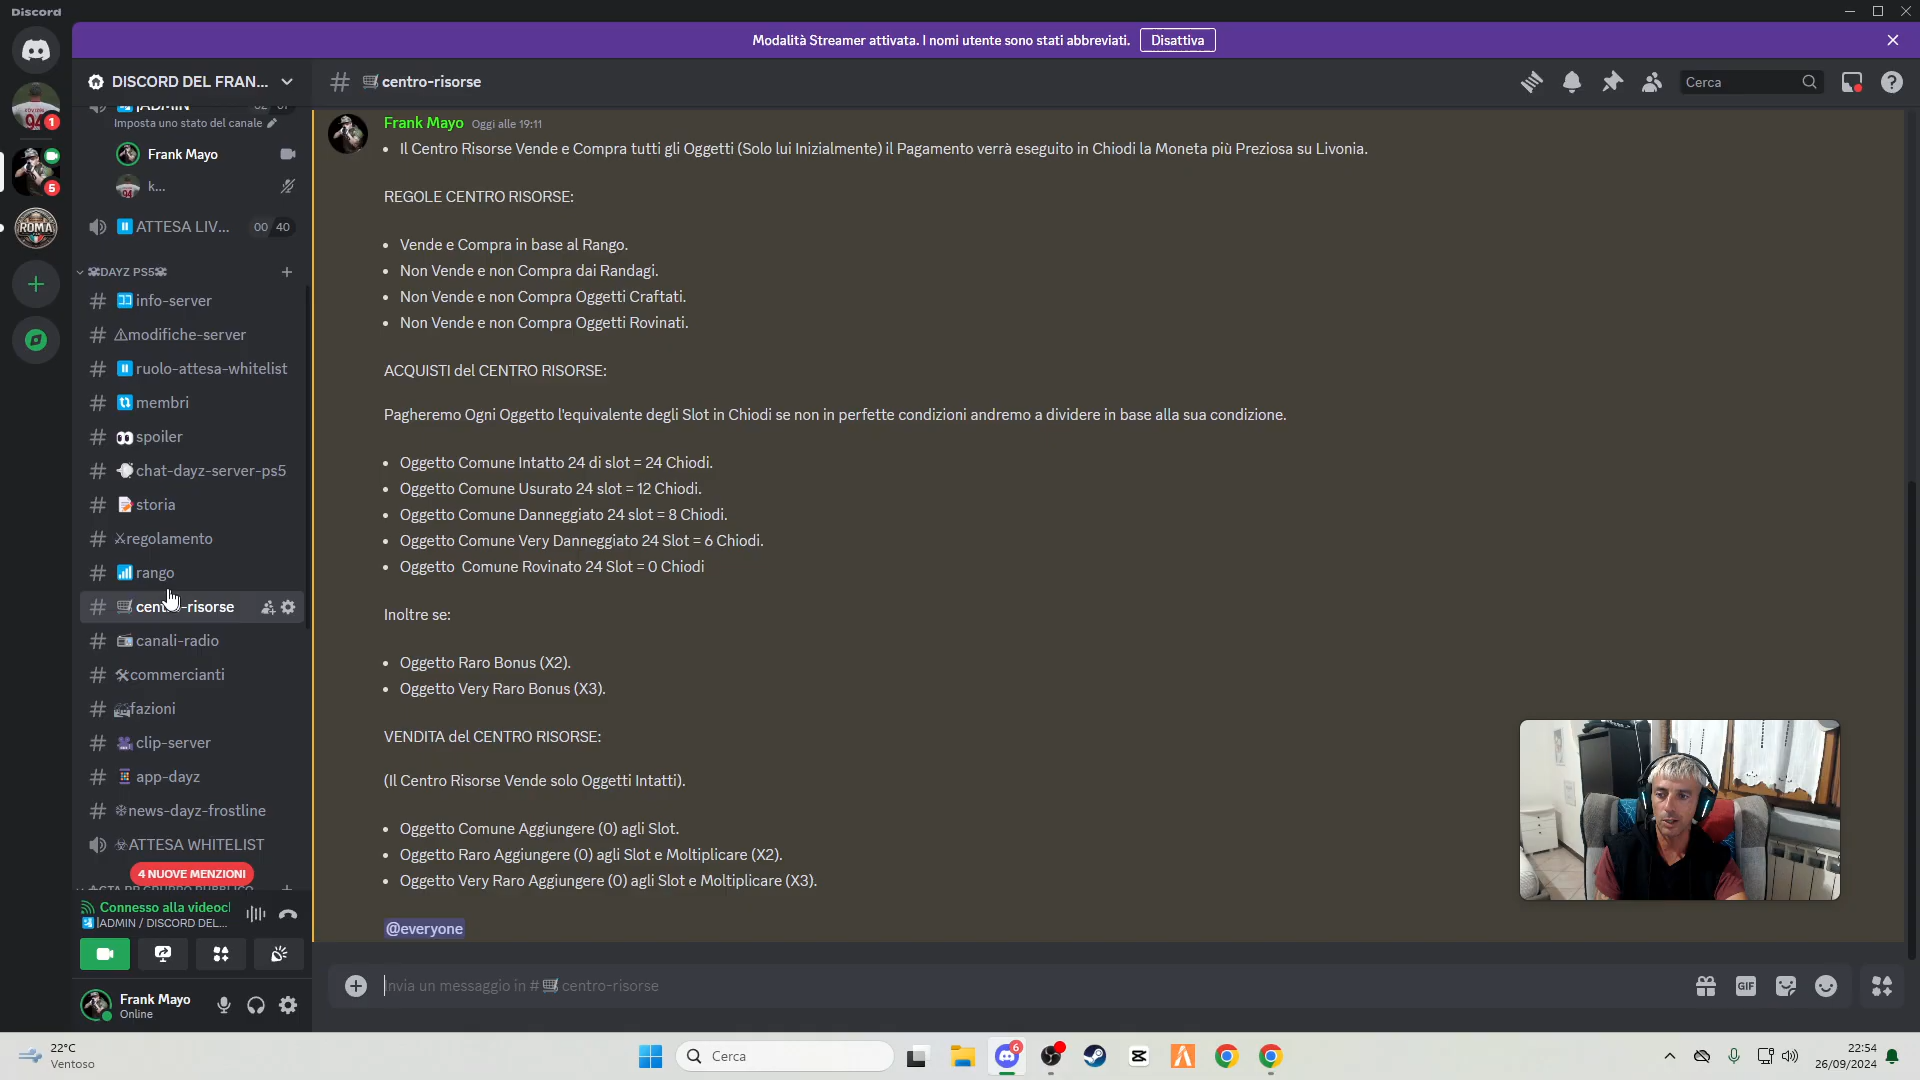 Discord
Modalità Streamer attivata. I nomi utente sono stati abbreviati. Disattiva
DISCORD DEL FRAN...
# centro-risorse
Cerca
|ADMIN
Imposta uno stato del canale
Frank Mayo
k...
ATTESA LIV... 00 40
DAYZ PS5
info-server
modifiche-server
ruolo-attesa-whitelist
membri
spoiler
chat-dayz-server-ps5
storia
regolamento
rango
centro-risorse
canali-radio
commercianti
fazioni
clip-server
app-dayz
news-dayz-frostline
ATTESA WHITELIST
4 NUOVE MENZIONI
Connesso alla videocl
|ADMIN / DISCORD DEL...
Frank Mayo
Online
1
5
ROMA
Frank Mayo Oggi alle 19:11
• Il Centro Risorse Vende e Compra tutti gli Oggetti (Solo lui Inizialmente) il Pagamento verrà eseguito in Chiodi la Moneta più Preziosa su Livonia.
REGOLE CENTRO RISORSE:
• Vende e Compra in base al Rango.
• Non Vende e non Compra dai Randagi.
• Non Vende e non Compra Oggetti Craftati.
• Non Vende e non Compra Oggetti Rovinati.
ACQUISTI del CENTRO RISORSE:
Pagheremo Ogni Oggetto l'equivalente degli Slot in Chiodi se non in perfette condizioni andremo a dividere in base alla sua condizione.
• Oggetto Comune Intatto 24 di slot = 24 Chiodi.
• Oggetto Comune Usurato 24 slot = 12 Chiodi.
• Oggetto Comune Danneggiato 24 slot = 8 Chiodi.
• Oggetto Comune Very Danneggiato 24 Slot = 6 Chiodi.
• Oggetto  Comune Rovinato 24 Slot = 0 Chiodi
Inoltre se:
• Oggetto Raro Bonus (X2).
• Oggetto Very Raro Bonus (X3).
VENDITA del CENTRO RISORSE:
(Il Centro Risorse Vende solo Oggetti Intatti).
• Oggetto Comune Aggiungere (0) agli Slot.
• Oggetto Raro Aggiungere (0) agli Slot e Moltiplicare (X2).
• Oggetto Very Raro Aggiungere (0) agli Slot e Moltiplicare (X3).
@everyone
Invia un messaggio in # centro-risorse
GIF
22°C
Ventoso
Cerca
6
22:54
26/09/2024